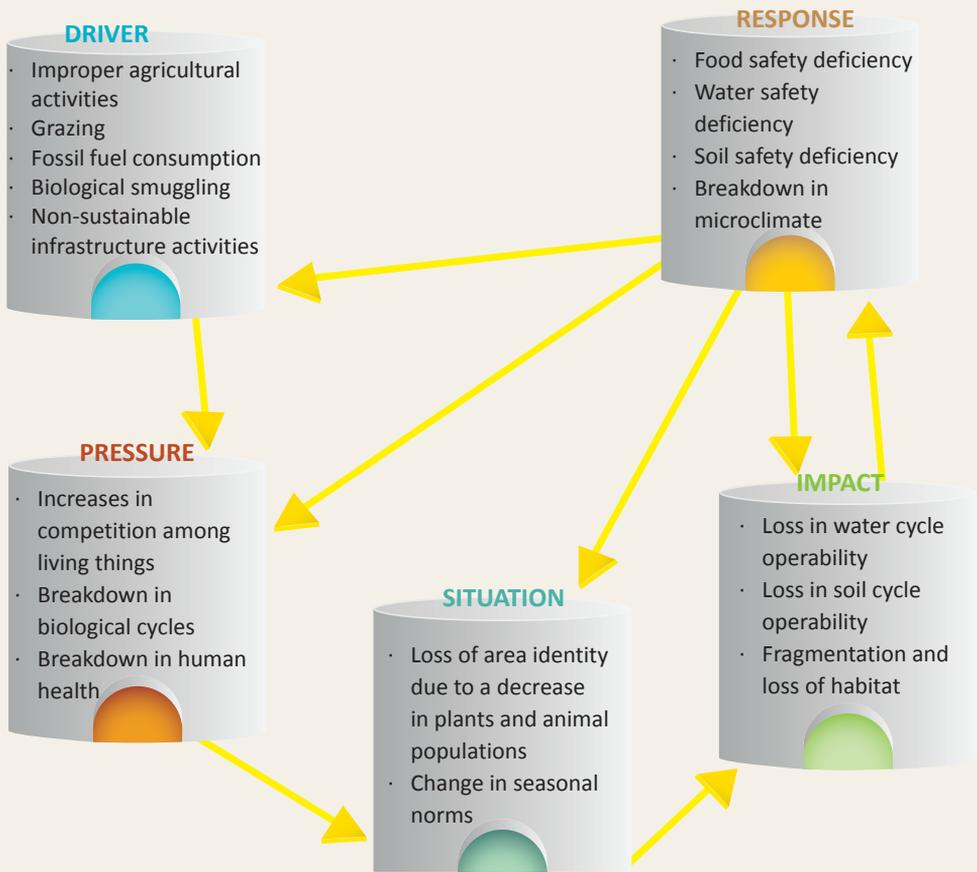 DRIVER
· Improper agricultural
activities
· Grazing
· Fossil fuel consumption
· Biological smuggling
· Non-sustainable
infrastructure activities
RESPONSE
· Food safety deficiency
· Water safety
deficiency
· Soil safety deficiency
· Breakdown in
microclimate
PRESSURE
· Increases in
competition among
living things
· Breakdown in
biological cycles
· Breakdown in human
health
SITUATION
· Loss of area identity
due to a decrease
in plants and animal
populations
· Change in seasonal
norms
IMPACT
· Loss in water cycle
operability
· Loss in soil cycle
operability
· Fragmentation and
loss of habitat